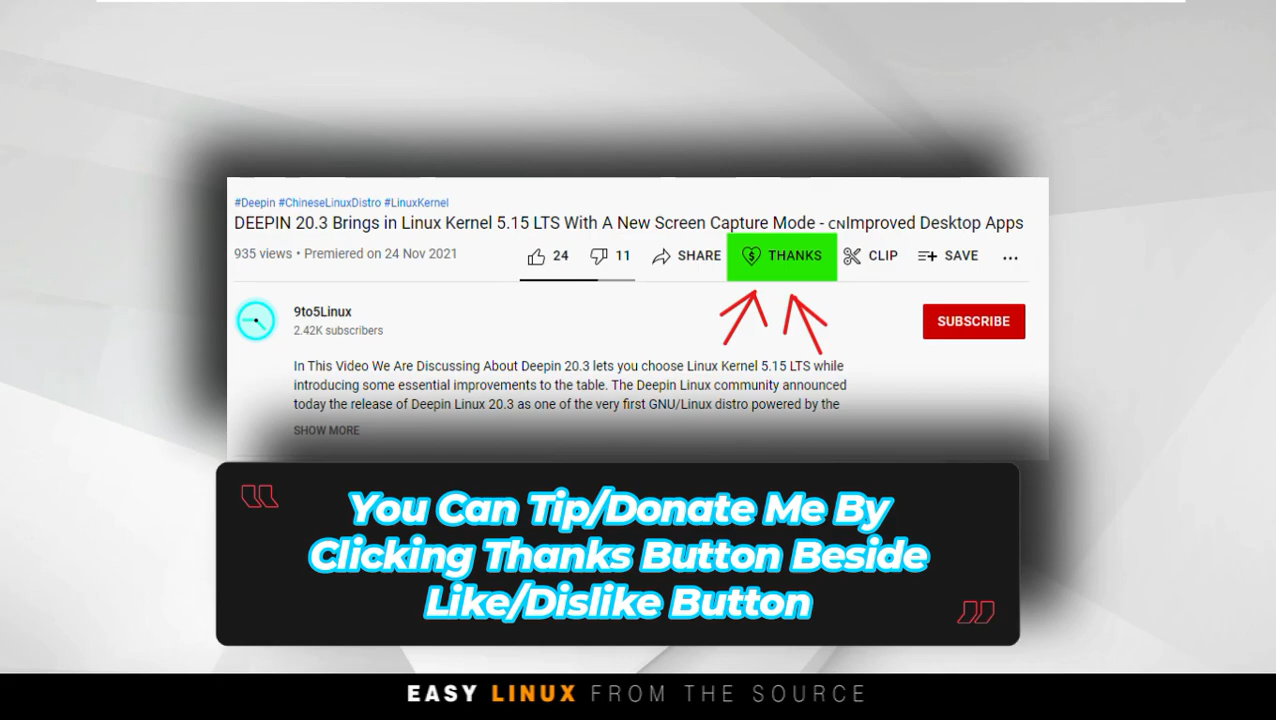 #Deepin #ChineseLinuxDistro #LinuxKernel
DEEPIN 20.3 Brings in Linux Kernel 5.15 LTS With A New Screen Capture Mode - ᴄɴImproved Desktop Apps
935 views • Premiered on 24 Nov 2021
24 11 SHARE THANKS CLIP SAVE ...
9to5Linux
2.42K subscribers
SUBSCRIBE
In This Video We Are Discussing About Deepin 20.3 lets you choose Linux Kernel 5.15 LTS while
introducing some essential improvements to the table. The Deepin Linux community announced
today the release of Deepin Linux 20.3 as one of the very first GNU/Linux distro powered by the
SHOW MORE
You Can Tip/Donate Me By
Clicking Thanks Button Beside
Like/Dislike Button
EASY LINUX FROM THE SOURCE